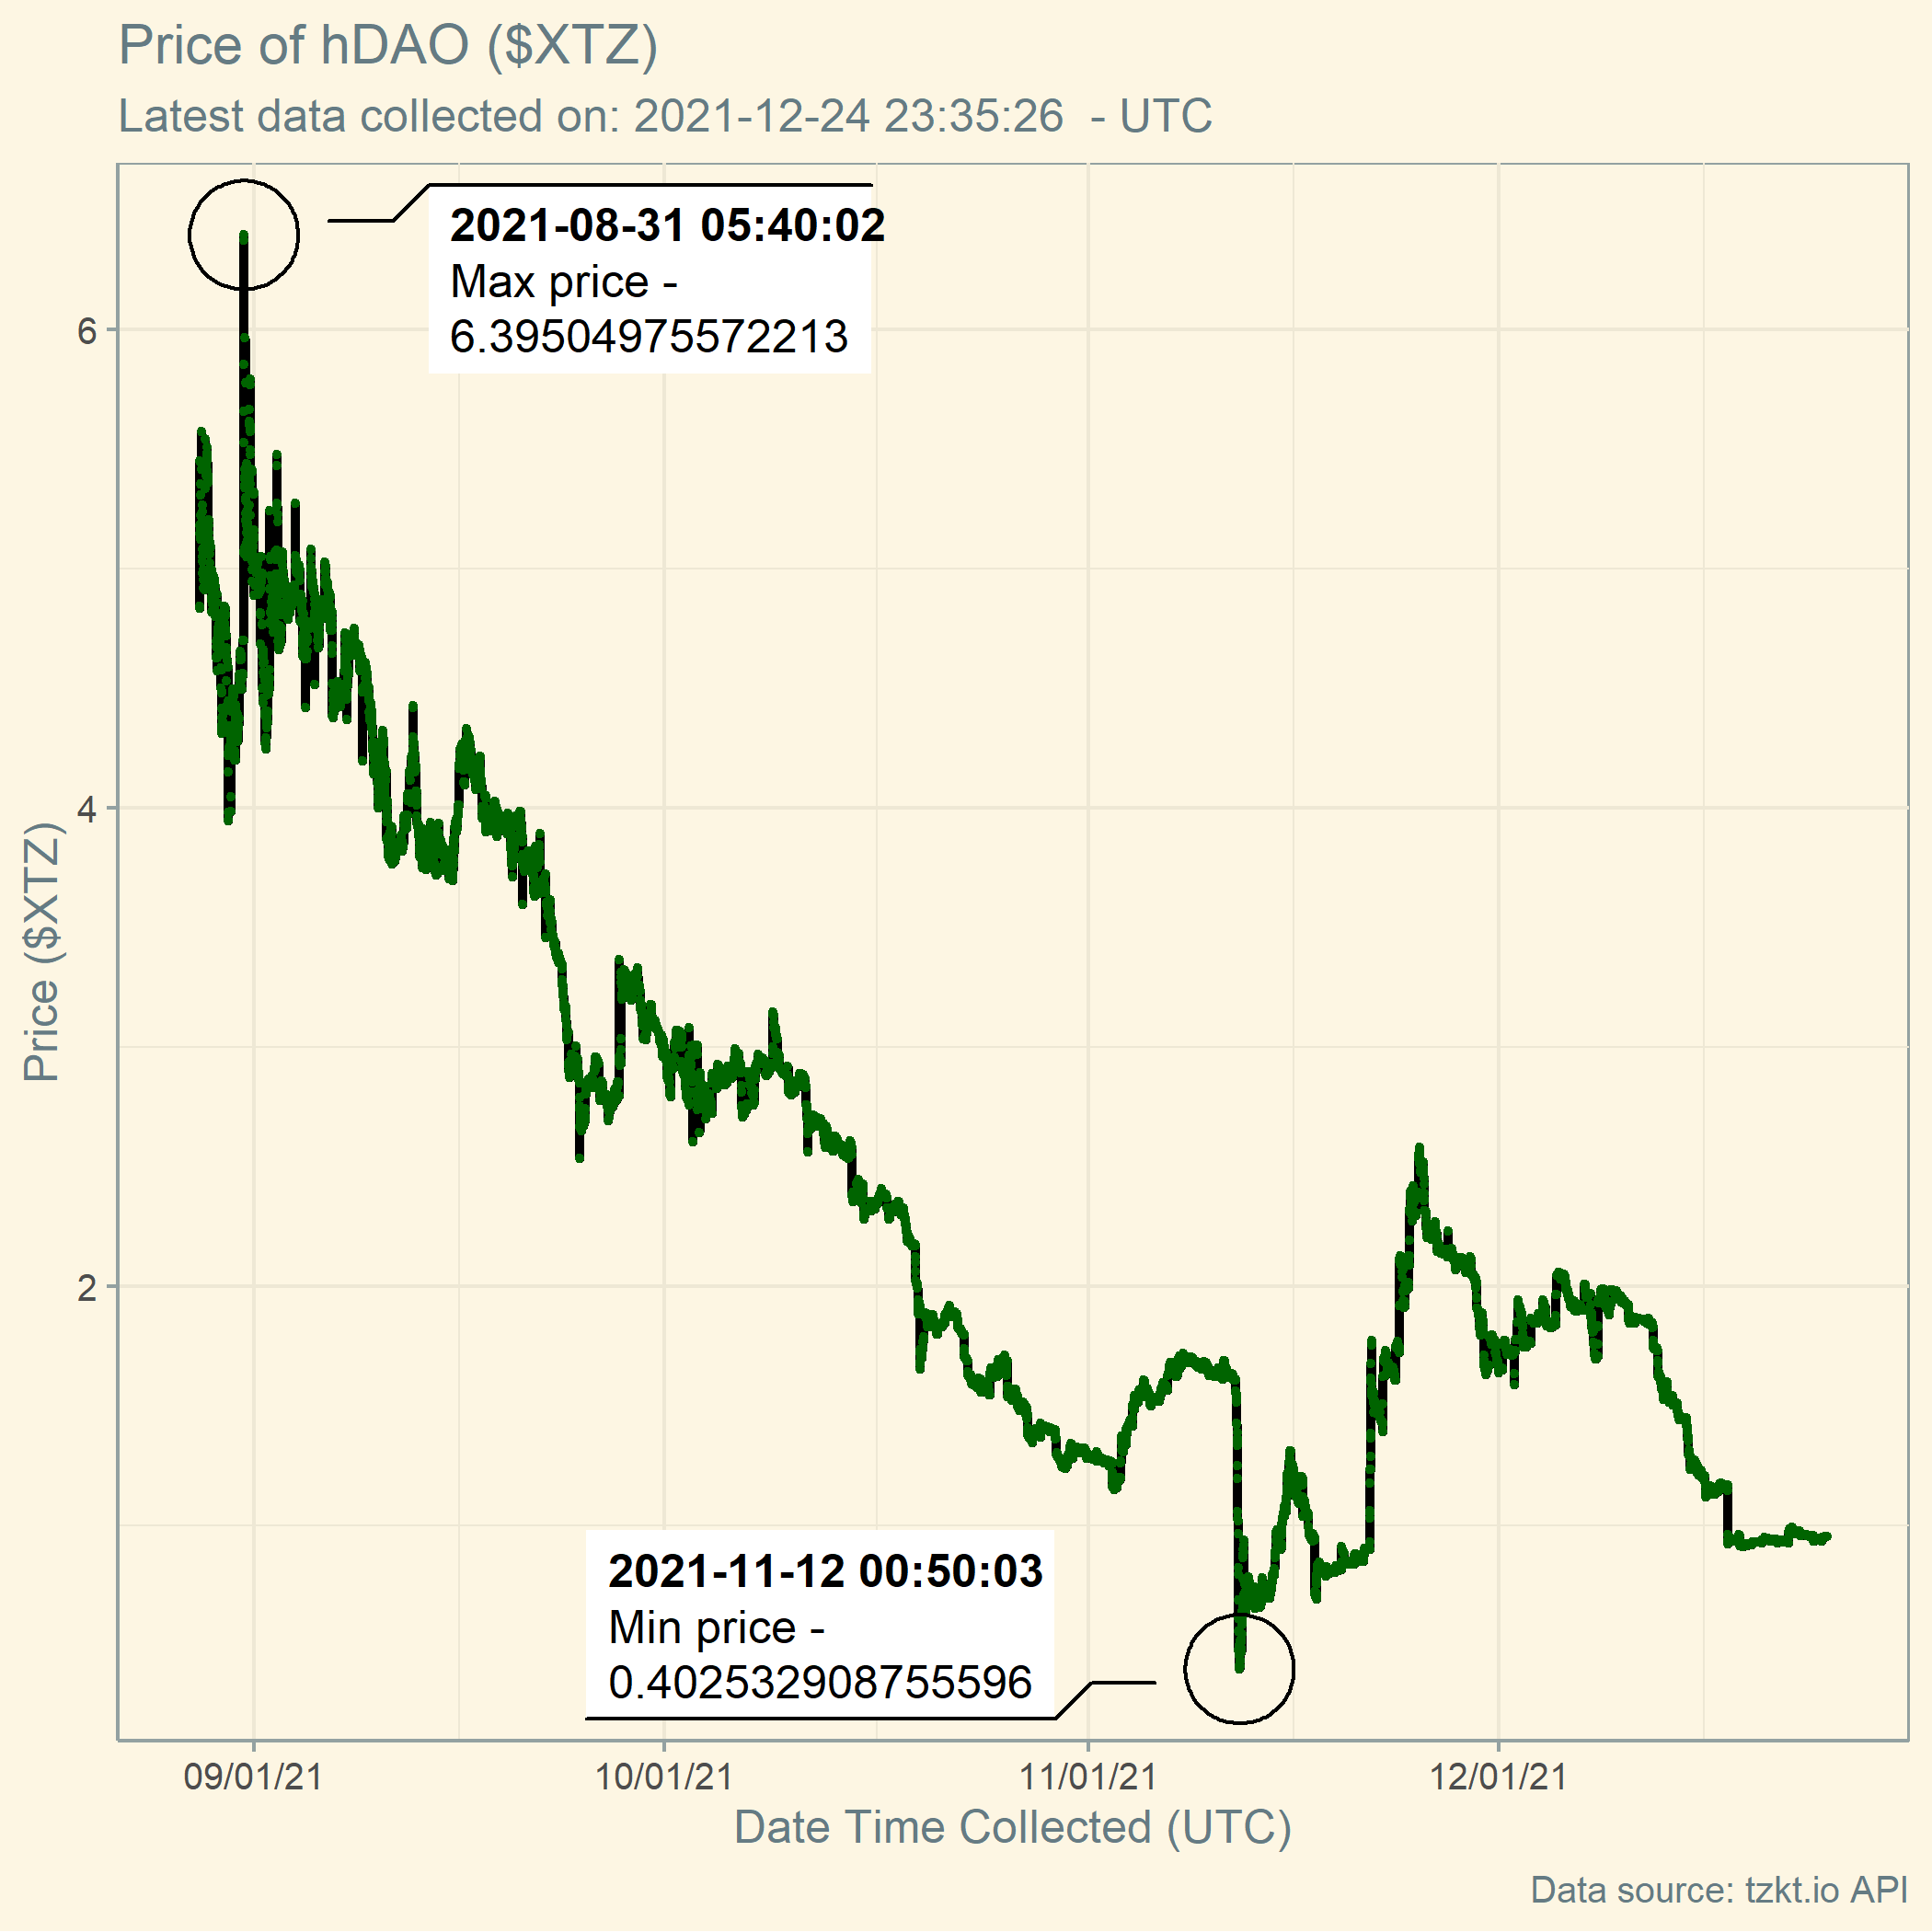 Price of hDAO ($XTZ)
Latest data collected on: 2021-12-24 23:35:26  - UTC
2021-08-31 05:40:02
Max price -
6.39504975572213
6
4
2
Price ($XTZ)
2021-11-12 00:50:03
Min price -
0.402532908755596
09/01/21
10/01/21
11/01/21
12/01/21
Date Time Collected (UTC)
Data source: tzkt.io API